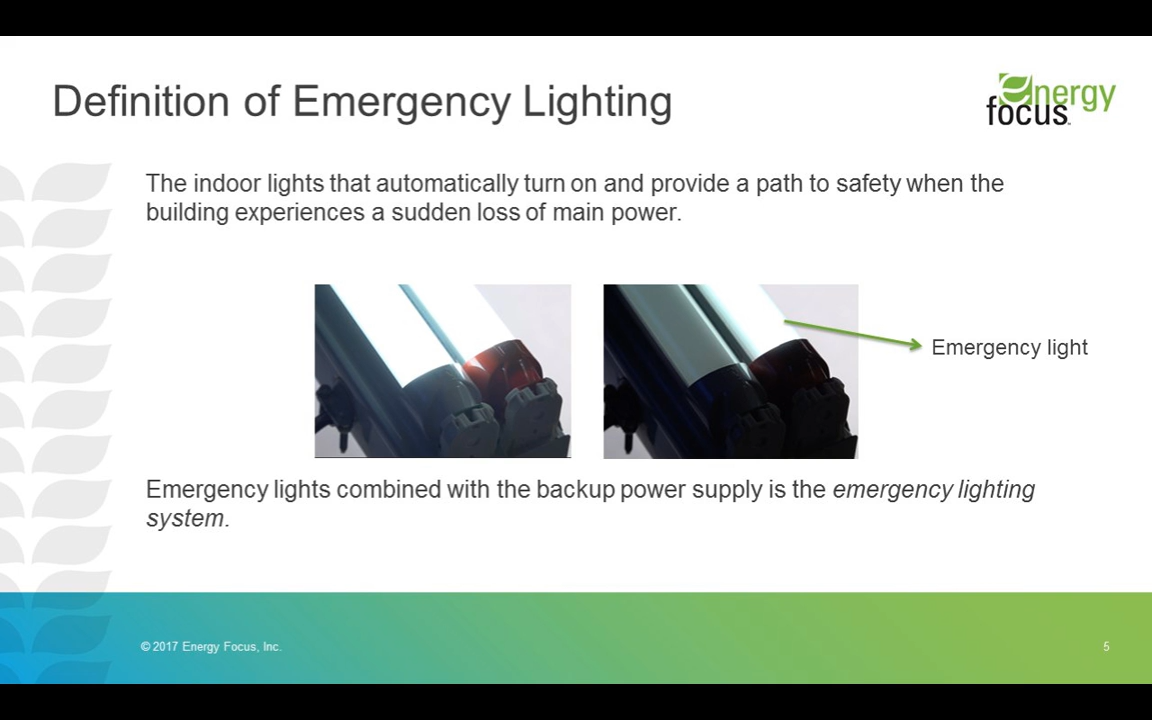 Definition of Emergency Lighting
Energy
focus™
The indoor lights that automatically turn on and provide a path to safety when the
building experiences a sudden loss of main power.
Emergency light
Emergency lights combined with the backup power supply is the emergency lighting
system.
© 2017 Energy Focus, Inc.
5